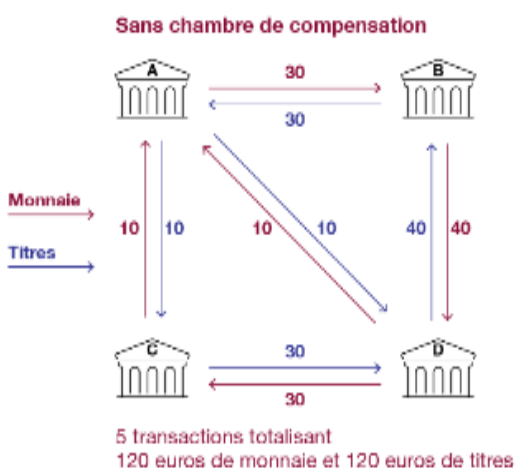 Sans chambre de compensation
A
30
B
30
Monnaie
10
10
10
10
40
40
Titres
C
30
D
30
5 transactions totalisant
120 euros de monnaie et 120 euros de titres